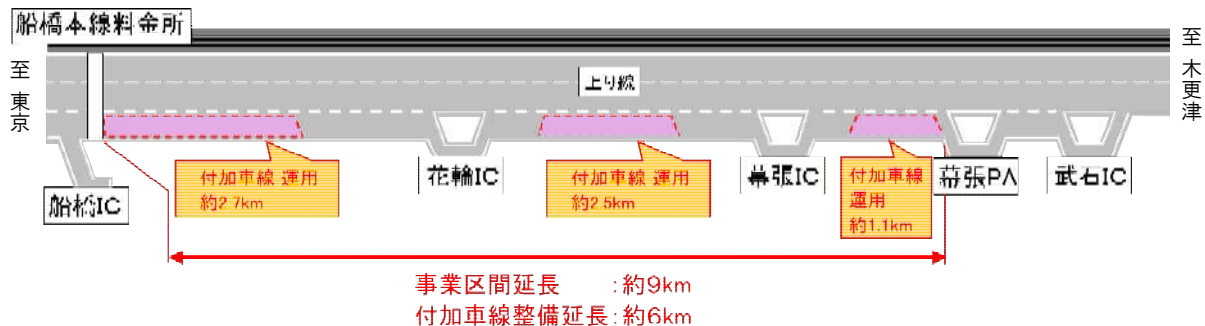 船橋本線料金所
至 東京
上り線
至 木更津
付加車線 運用
約2.7km
花輪IC
付加車線 運用
約2.5km
幕張IC
付加車線
運用
約1.1km
幕張PA
武石IC
船橋IC
事業区間延長　　：約9km
付加車線整備延長：約6km